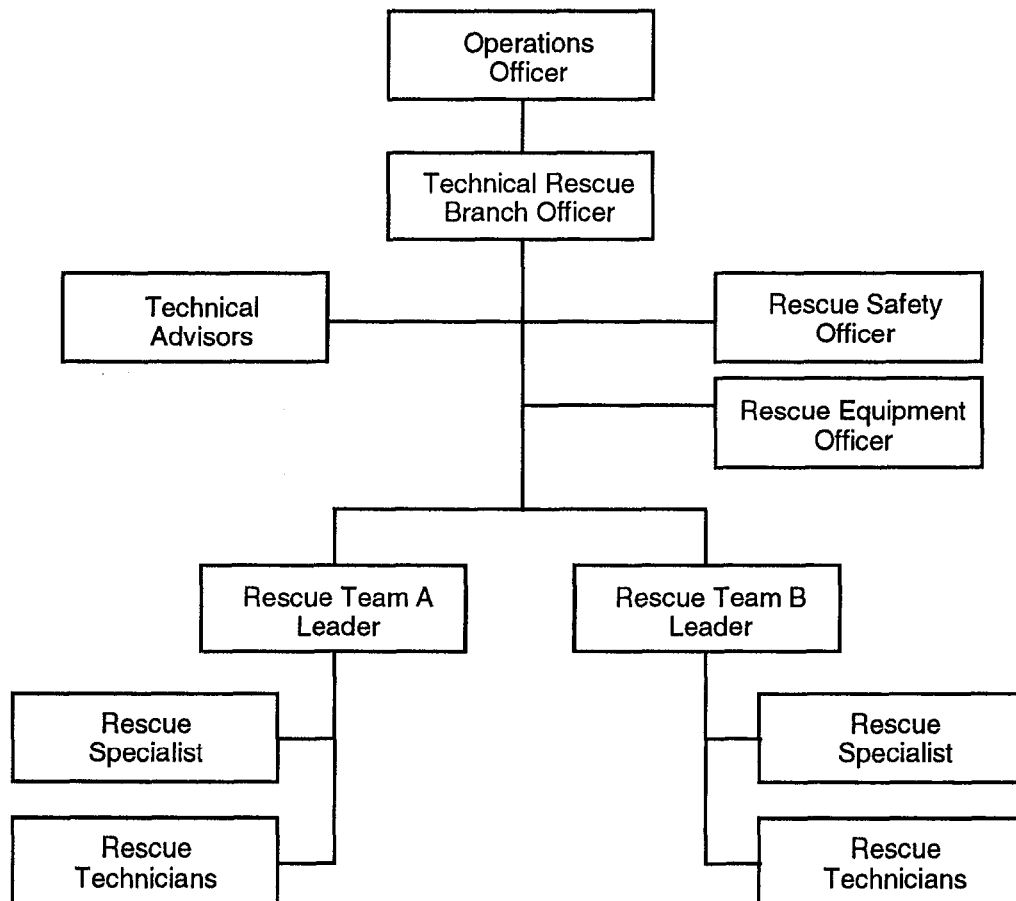 Operations
Officer
Technical Rescue
Branch Officer
Technical
Advisors
Rescue Safety
Officer
Rescue Equipment
Officer
Rescue Team A
Leader
Rescue Team B
Leader
Rescue
Specialist
Rescue
Specialist
Rescue
Technicians
Rescue
Technicians